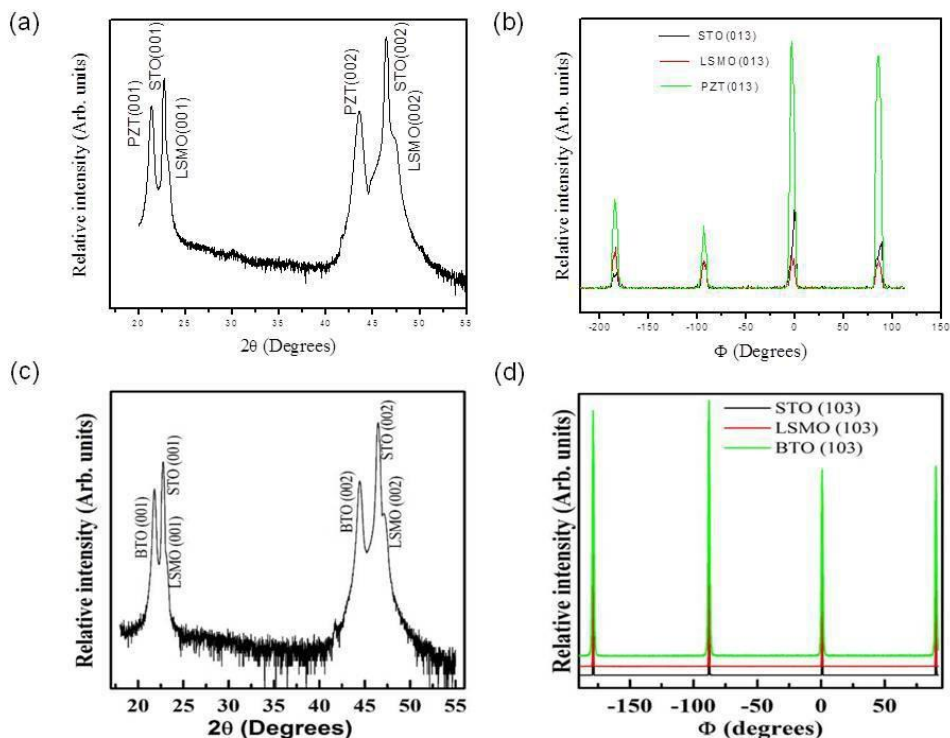 (a)
Relative intensity (Arb. units)
PZT(001)
STO(001)
LSMO(001)
PZT(002)
STO(002)
LSMO(002)
20 25 30 35 40 45 50 55
2θ (Degrees)
(b)
Relative intensity (Arb. units)
STO(013)
LSMO(013)
PZT(013)
-200 -150 -100 -50 0 50 100 150
Φ (Degrees)
(c)
Relative intensity (Arb. units)
BTO (001)
STO (001)
LSMO (001)
BTO (002)
STO (002)
LSMO (002)
20 25 30 35 40 45 50 55
2θ (Degrees)
(d)
Relative intensity (Arb. units)
STO (103)
LSMO (103)
BTO (103)
-150 -100 -50 0 50
Φ (degrees)